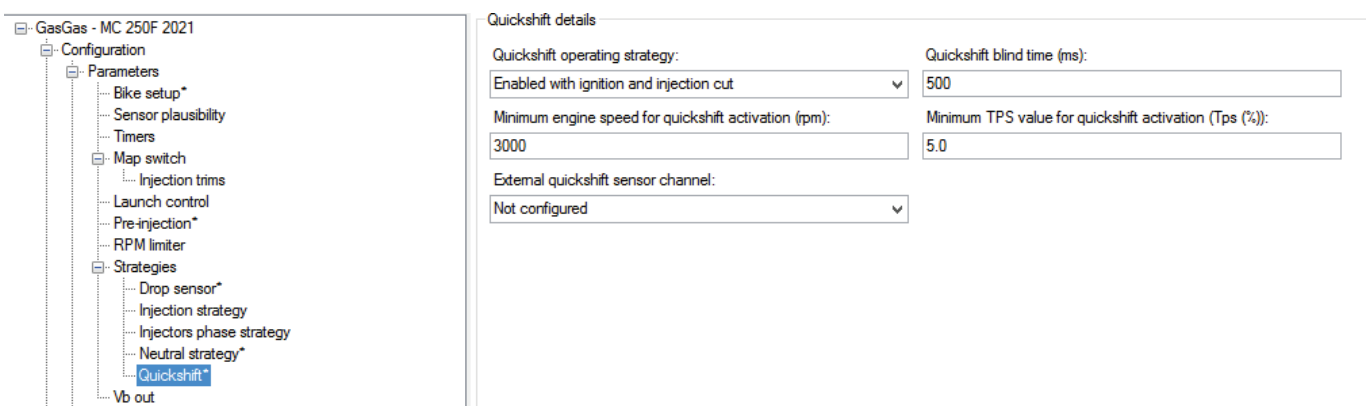 GasGas - MC 250F 2021
Configuration
Parameters
Bike setup*
Sensor plausibility
Timers
Map switch
Injection trims
Launch control
Pre-injection*
RPM limiter
Strategies
Drop sensor*
Injection strategy
Injectors phase strategy
Neutral strategy*
Quickshift*
Vb out
Quickshift details
Quickshift operating strategy:
Enabled with ignition and injection cut
Quickshift blind time (ms):
500
Minimum engine speed for quickshift activation (rpm):
3000
Minimum TPS value for quickshift activation (Tps (%)):
5.0
External quickshift sensor channel:
Not configured